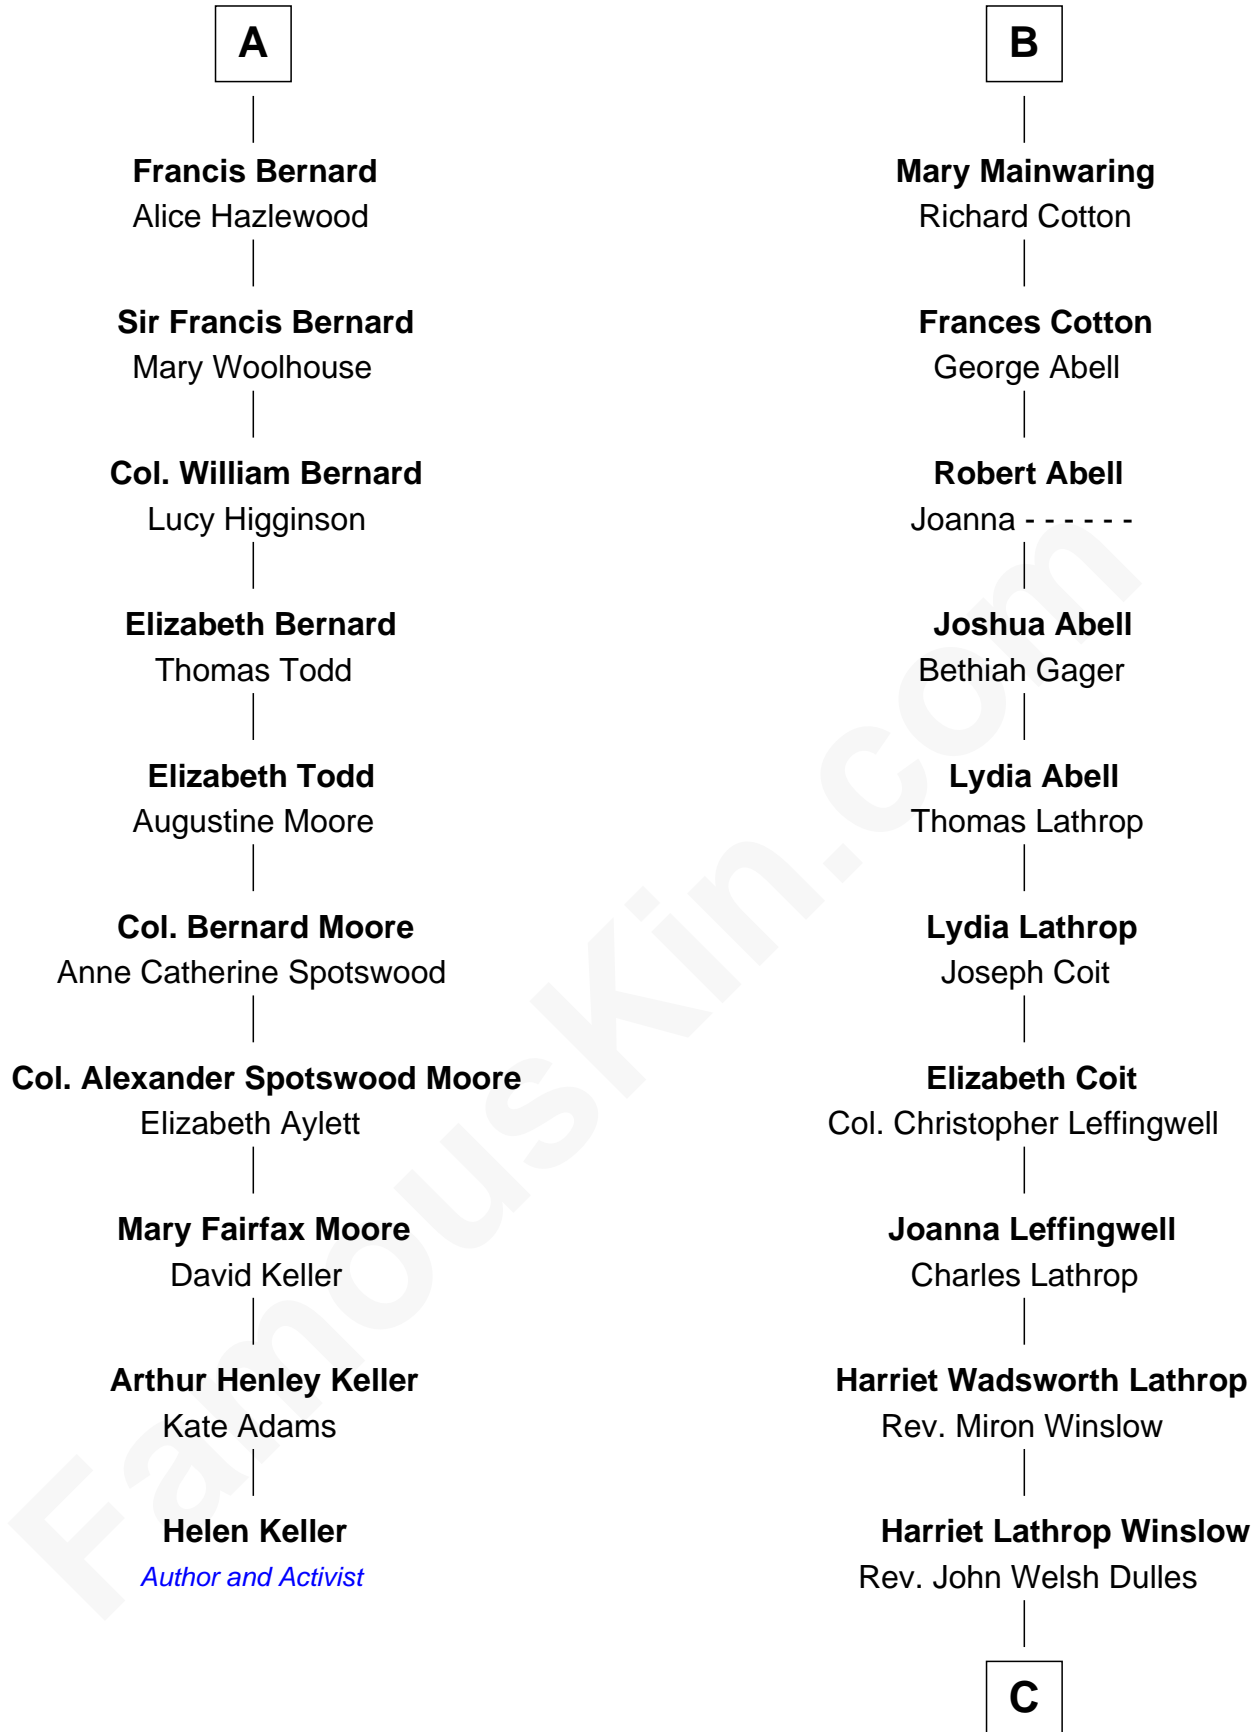 A
Francis Bernard
Alice Hazlewood
Sir Francis Bernard
Mary Woolhouse
Col. William Bernard
Lucy Higginson
Elizabeth Bernard
Thomas Todd
Elizabeth Todd
Augustine Moore
Col. Bernard Moore
Anne Catherine Spotswood
Col. Alexander Spotswood Moore
Elizabeth Aylett
Mary Fairfax Moore
David Keller
Arthur Henley Keller
Kate Adams
Helen Keller
Author and Activist
B
Mary Mainwaring
Richard Cotton
Frances Cotton
George Abell
Robert Abell
Joanna - - - - - -
Joshua Abell
Bethiah Gager
Lydia Abell
Thomas Lathrop
Lydia Lathrop
Joseph Coit
Elizabeth Coit
Col. Christopher Leffingwell
Joanna Leffingwell
Charles Lathrop
Harriet Wadsworth Lathrop
Rev. Miron Winslow
Harriet Lathrop Winslow
Rev. John Welsh Dulles
C
FamousKin.com